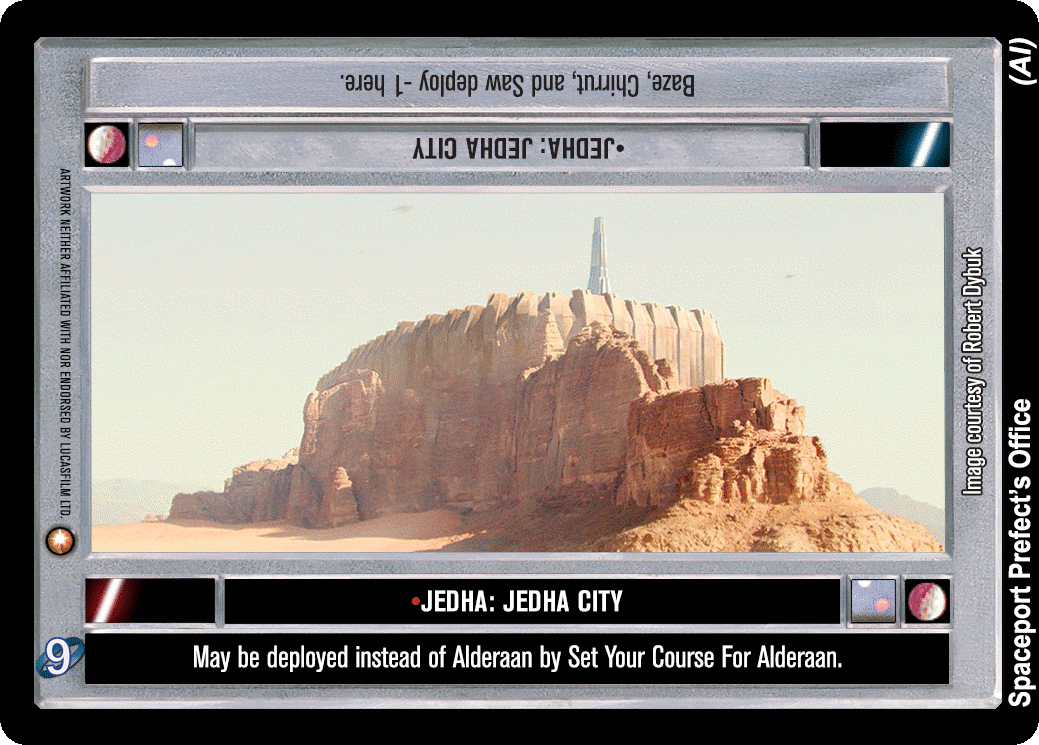 Baze, Chirrut, and Saw deploy -1 here.
•JEDHA: JEDHA CITY
ARTWORK NEITHER AFFILIATED WITH NOR ENDORSED BY LUCASFILM LTD.
•JEDHA: JEDHA CITY
9
May be deployed instead of Alderaan by Set Your Course For Alderaan.
Image courtesy of Robert Dybuk
Spaceport Prefect's Office
(AI)